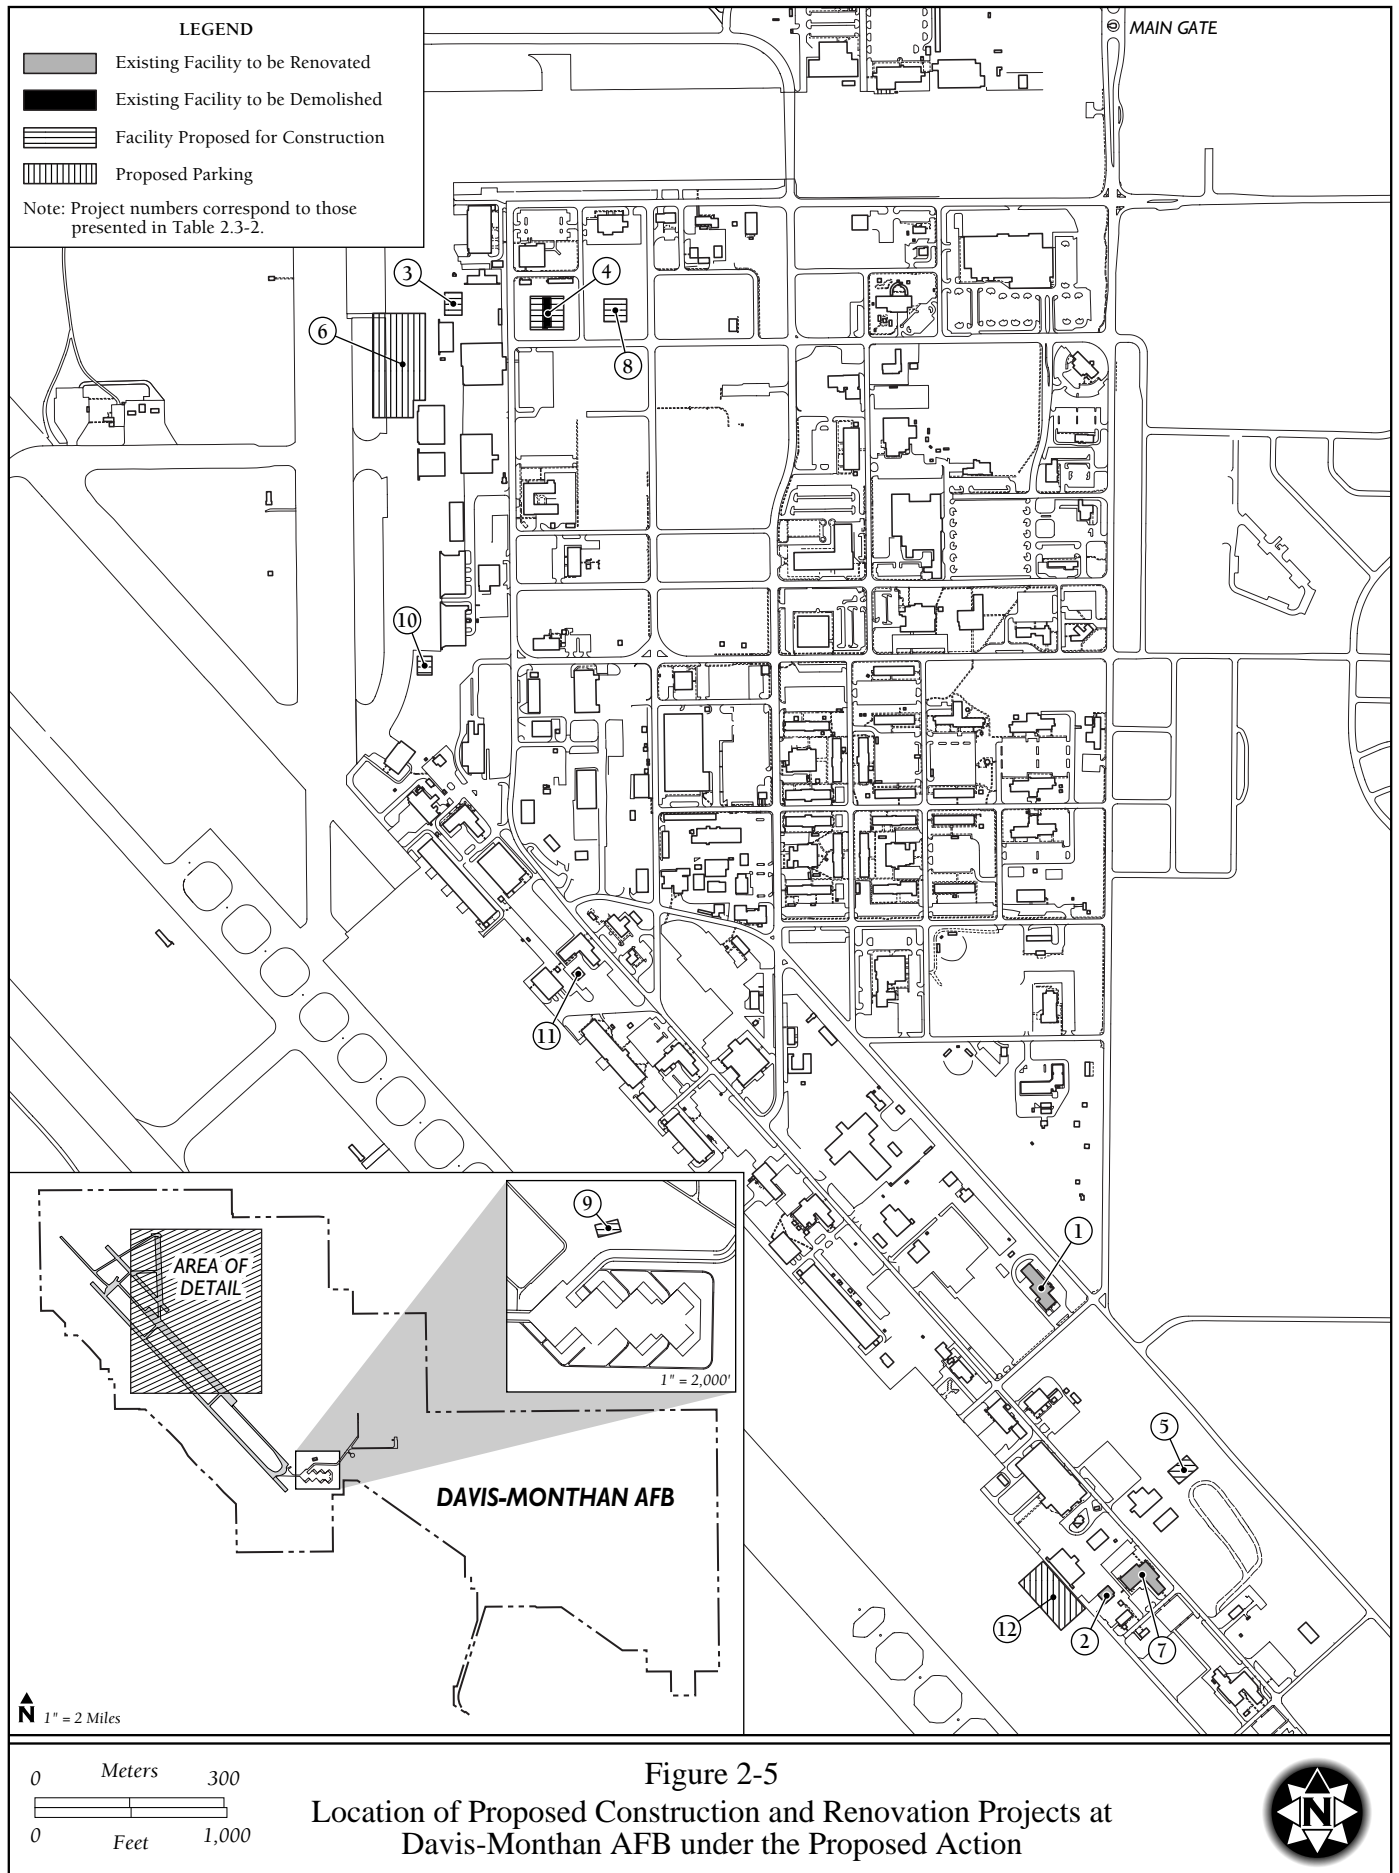 LEGEND
Existing Facility to be Renovated
Existing Facility to be Demolished
Facility Proposed for Construction
Proposed Parking
Note: Project numbers correspond to those
presented in Table 2.3-2.
MAIN GATE
3
4
6
8
10
11
1
5
12
2
7
9
1" = 2,000'
AREA OF
DETAIL
DAVIS-MONTHAN AFB
N
1" = 2 Miles
0 Meters 300
0 Feet 1,000
Figure 2-5
Location of Proposed Construction and Renovation Projects at
Davis-Monthan AFB under the Proposed Action
N